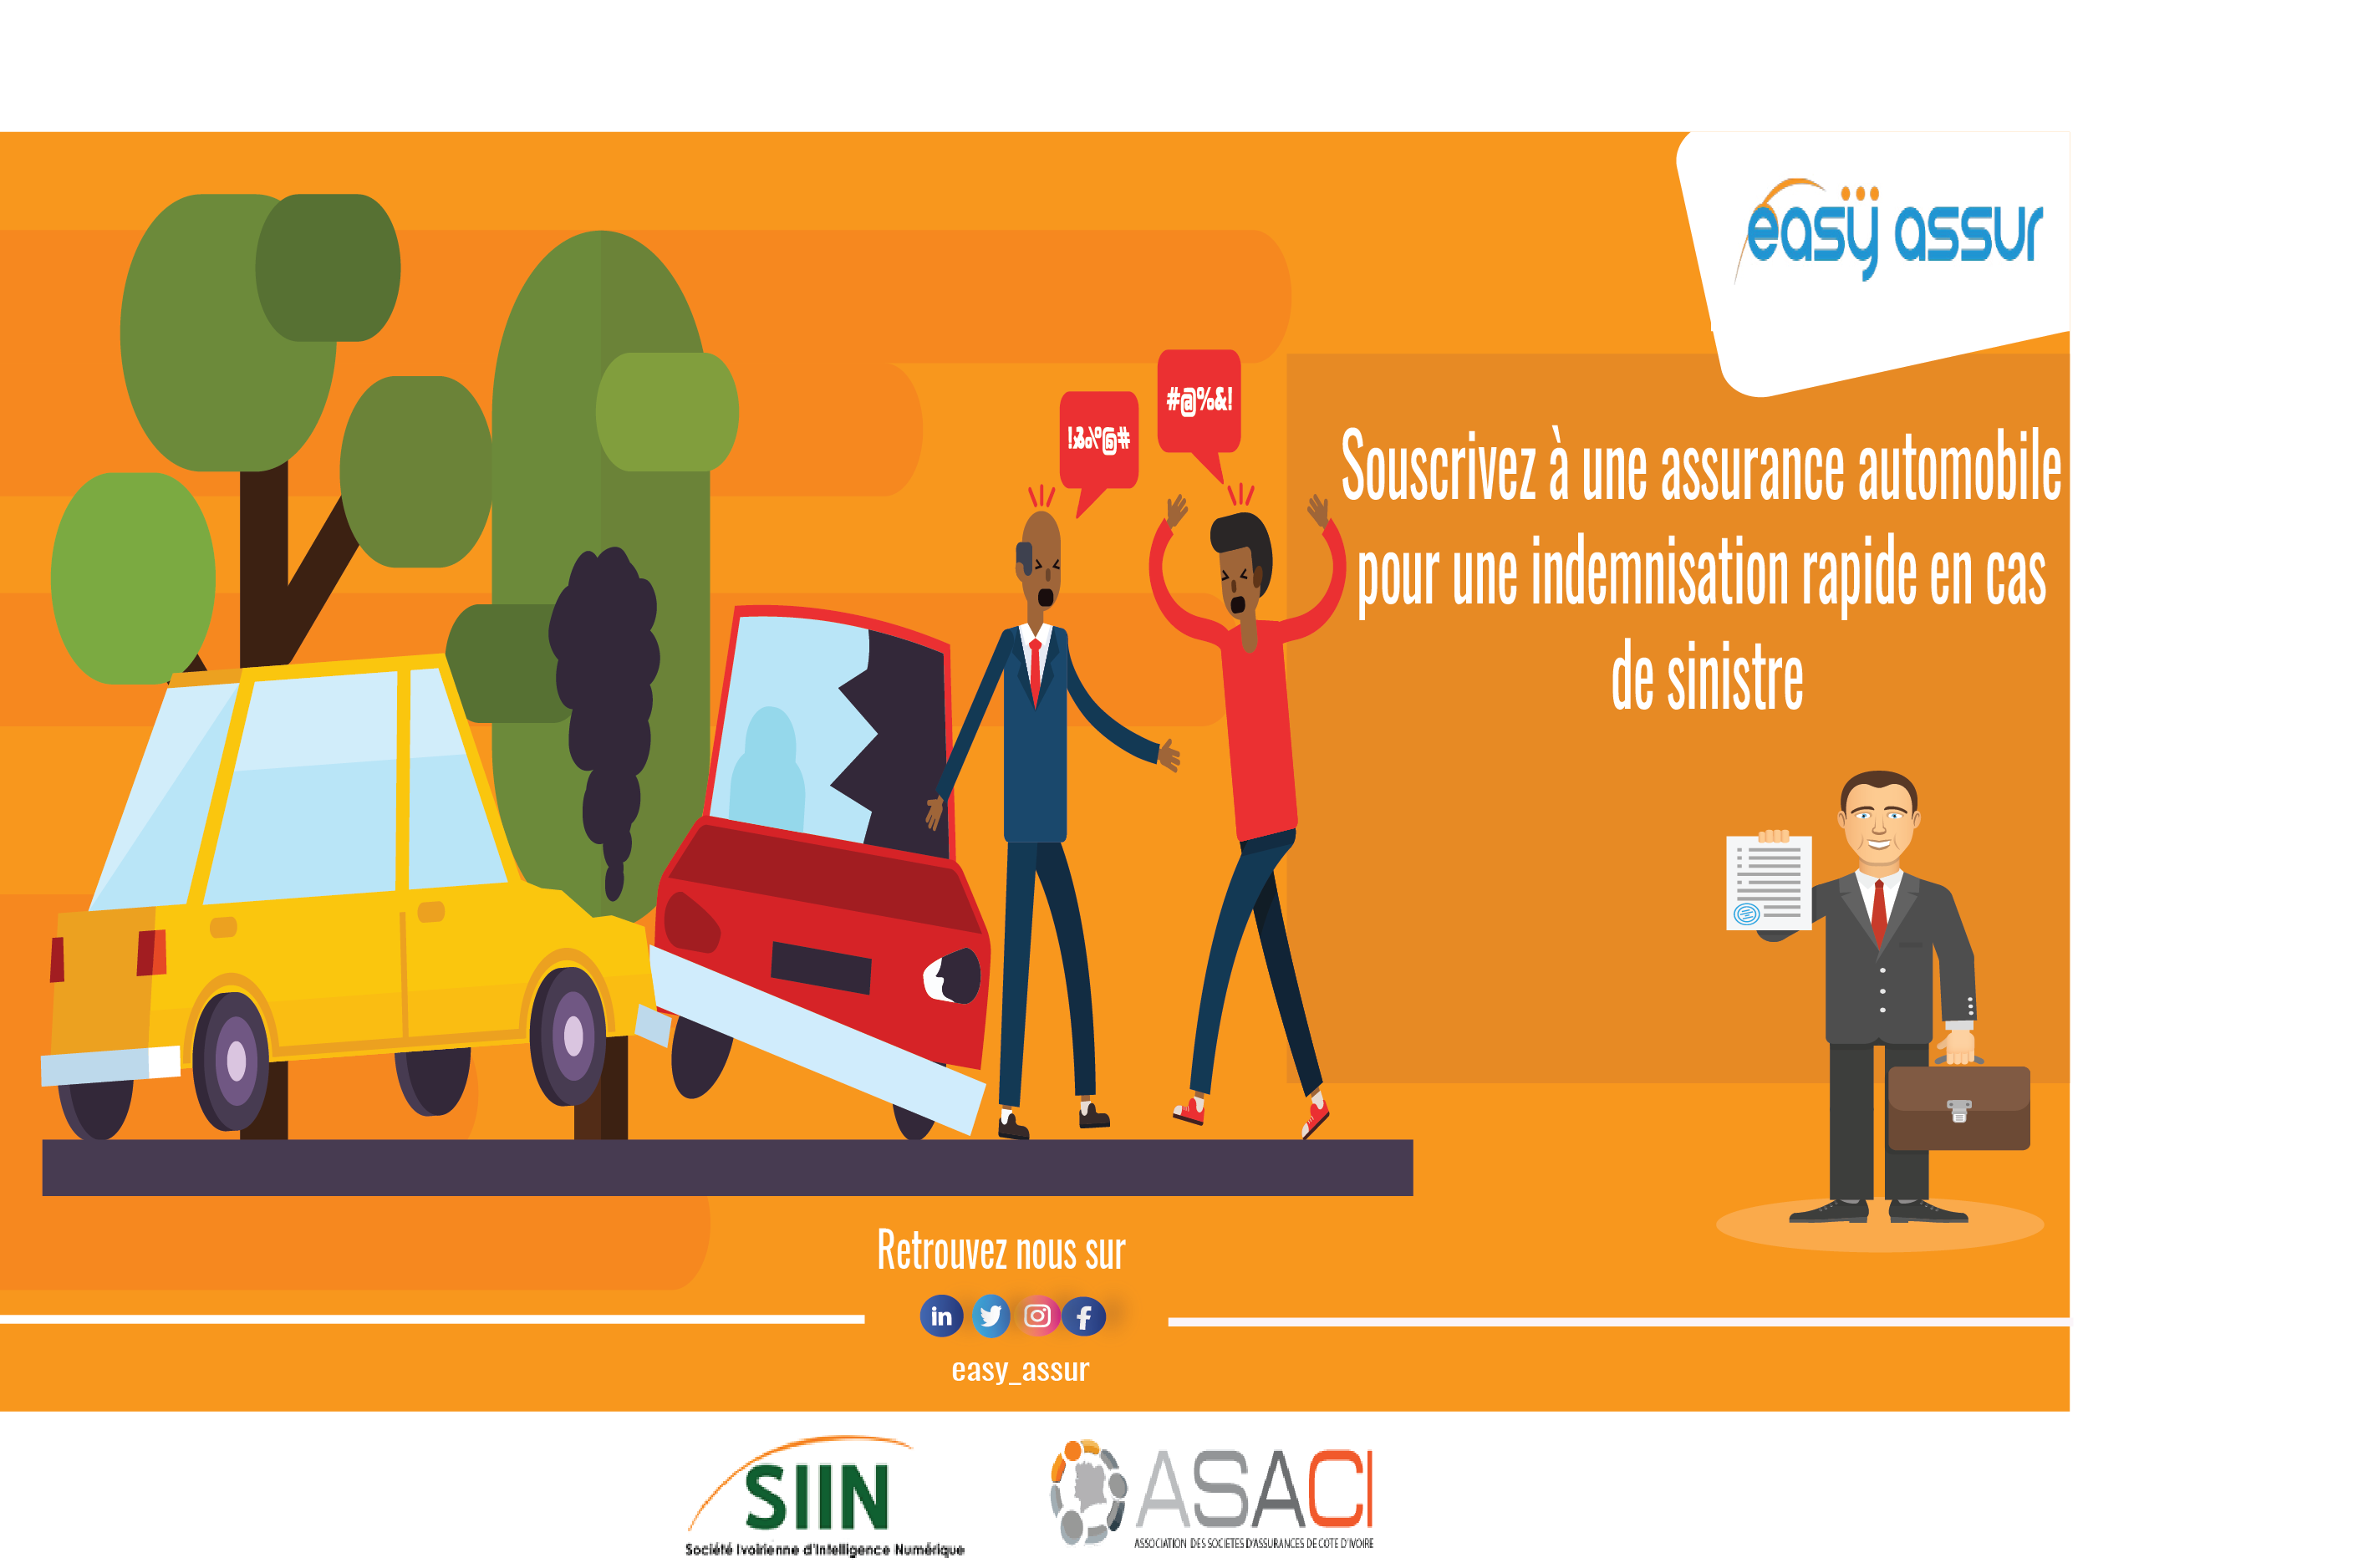 easy assur
#@%&!
!&%@#
Souscrivez à une assurance automobile
pour une indemnisation rapide en cas
de sinistre
Retrouvez nous sur
in
f
easy_assur
SIIN
Société Ivoirienne d'Intelligence Numérique
ASACI
ASSOCIATION DES SOCIETES D'ASSURANCES DE COTE D'IVOIRE